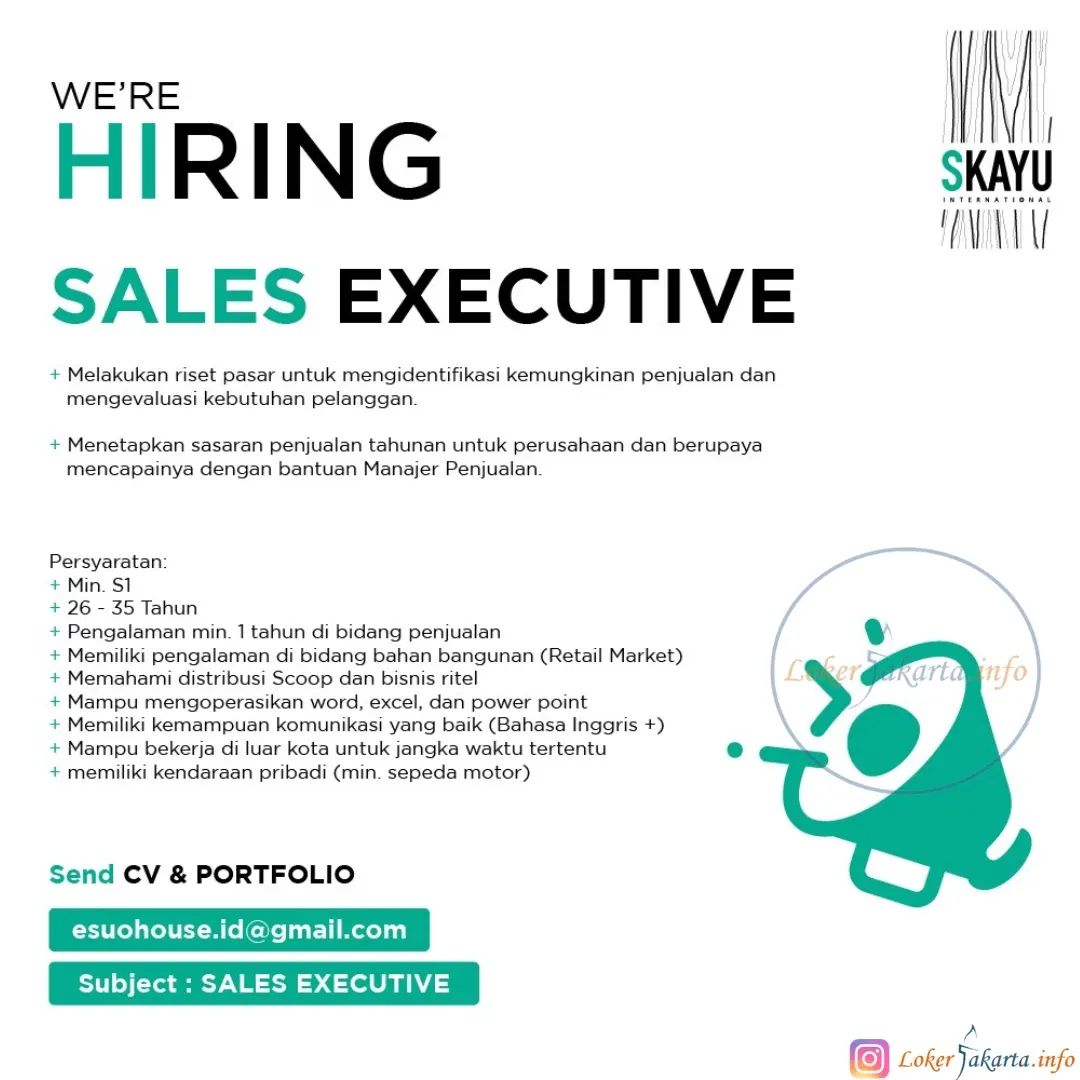 WE'RE
HIRING
SKAYU
INTERNATIONAL
SALES EXECUTIVE
+ Melakukan riset pasar untuk mengidentifikasi kemungkinan penjualan dan
mengevaluasi kebutuhan pelanggan.
+ Menetapkan sasaran penjualan tahunan untuk perusahaan dan berupaya
mencapainya dengan bantuan Manajer Penjualan.
Persyaratan:
+ Min. S1
+ 26 - 35 Tahun
+ Pengalaman min. 1 tahun di bidang penjualan
+ Memiliki pengalaman di bidang bahan bangunan (Retail Market)
+ Memahami distribusi Scoop dan bisnis ritel
+ Mampu mengoperasikan word, excel, dan power point
+ Memiliki kemampuan komunikasi yang baik (Bahasa Inggris +)
+ Mampu bekerja di luar kota untuk jangka waktu tertentu
+ memiliki kendaraan pribadi (min. sepeda motor)
Loker Jakarta.info
Send CV & PORTFOLIO
esuohouse.id@gmail.com
Subject : SALES EXECUTIVE
Loker Jakarta.info